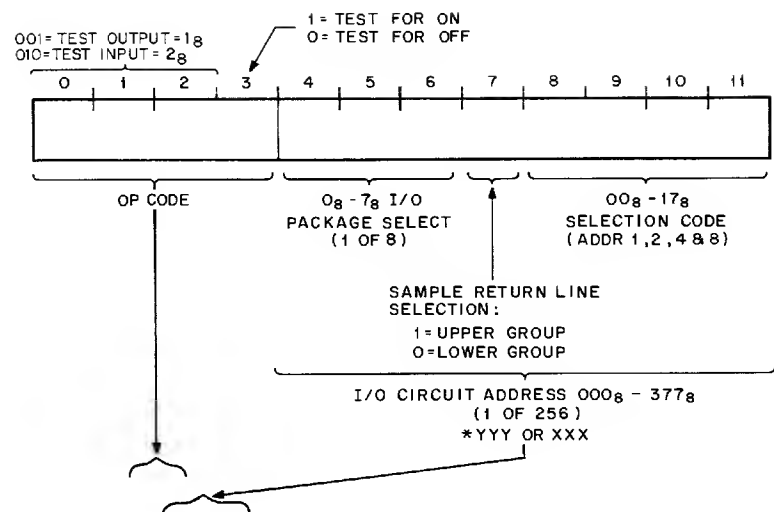 1= TEST FOR ON
0= TEST FOR OFF
001= TEST OUTPUT=1₈
010=TEST INPUT= 2₈
0 1 2 3 4 5 6 7 8 9 10 11
OP CODE
0₈ - 7₈ I/O
PACKAGE SELECT
(1 OF 8)
00₈ -17₈
SELECTION CODE
(ADDR 1,2,4 & 8)
SAMPLE RETURN LINE
SELECTION:
1= UPPER GROUP
0=LOWER GROUP
I/O CIRCUIT ADDRESS 000₈ - 377₈
(1 OF 256)
*YYY OR XXX